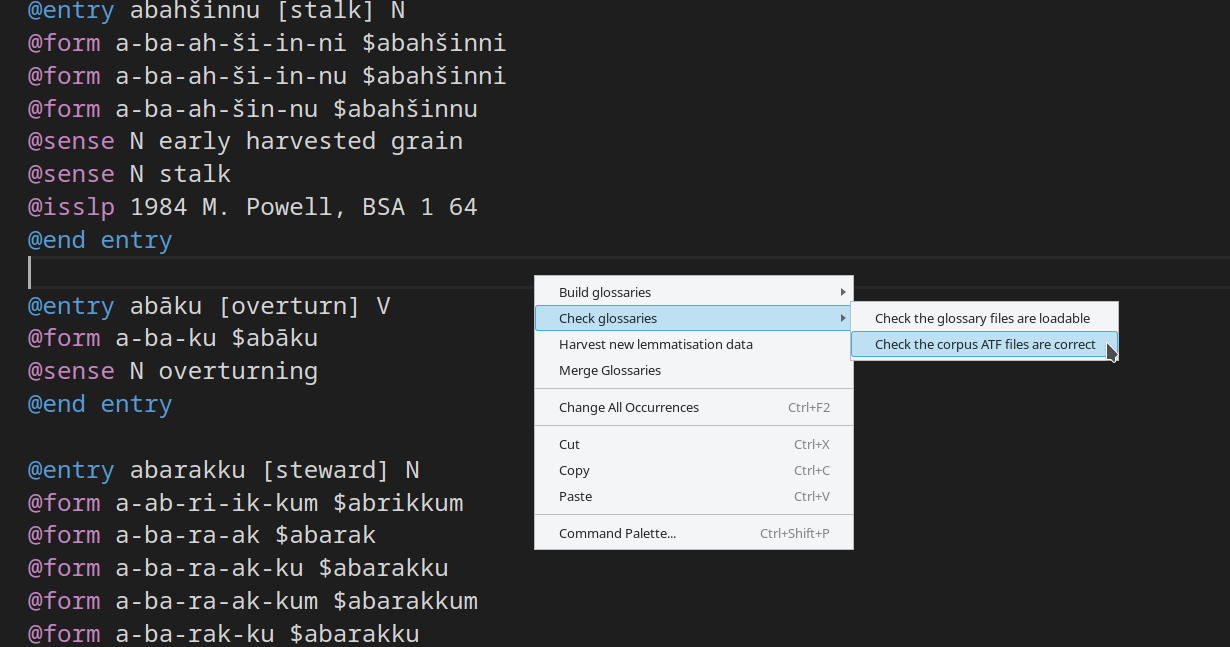 @entry abahšinnu [stalk] N
@form a-ba-ah-ši-in-ni $abahšinni
@form a-ba-ah-ši-in-nu $abahšinni
@form a-ba-ah-šin-nu $abahšinnu
@sense N early harvested grain
@sense N stalk
@isslp 1984 M. Powell, BSA 1 64
@end entry
@entry abāku [overturn] V
@form a-ba-ku $abāku
@sense N overturning
@end entry
@entry abarakku [steward] N
@form a-ab-ri-ik-kum $abrikkum
@form a-ba-ra-ak $abarak
@form a-ba-ra-ak-ku $abarakku
@form a-ba-ra-ak-kum $abarakkum
@form a-ba-rak-ku $abarakku
Build glossaries
Check glossaries
Harvest new lemmatisation data
Merge Glossaries
Change All Occurrences Ctrl+F2
Cut Ctrl+X
Copy Ctrl+C
Paste Ctrl+V
Command Palette... Ctrl+Shift+P
Check the glossary files are loadable
Check the corpus ATF files are correct